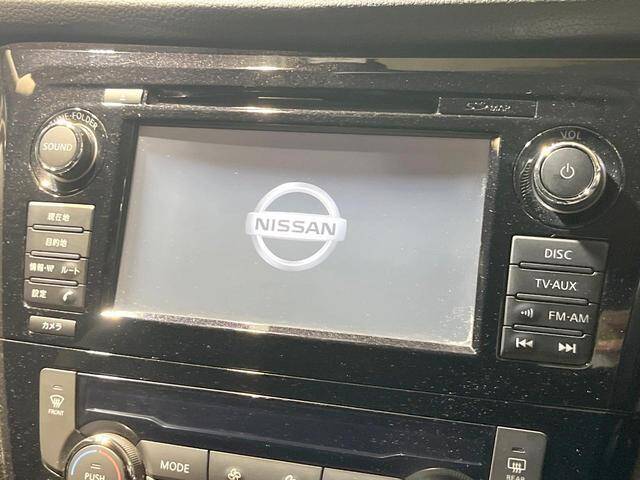 TUNE・FOLDER
SOUND
VOL
現在地
目的地
情報・VP ルート
設定
カメラ
NISSAN
DISC
TV・AUX
FM・AM
FRONT
PUSH
MODE
REAR